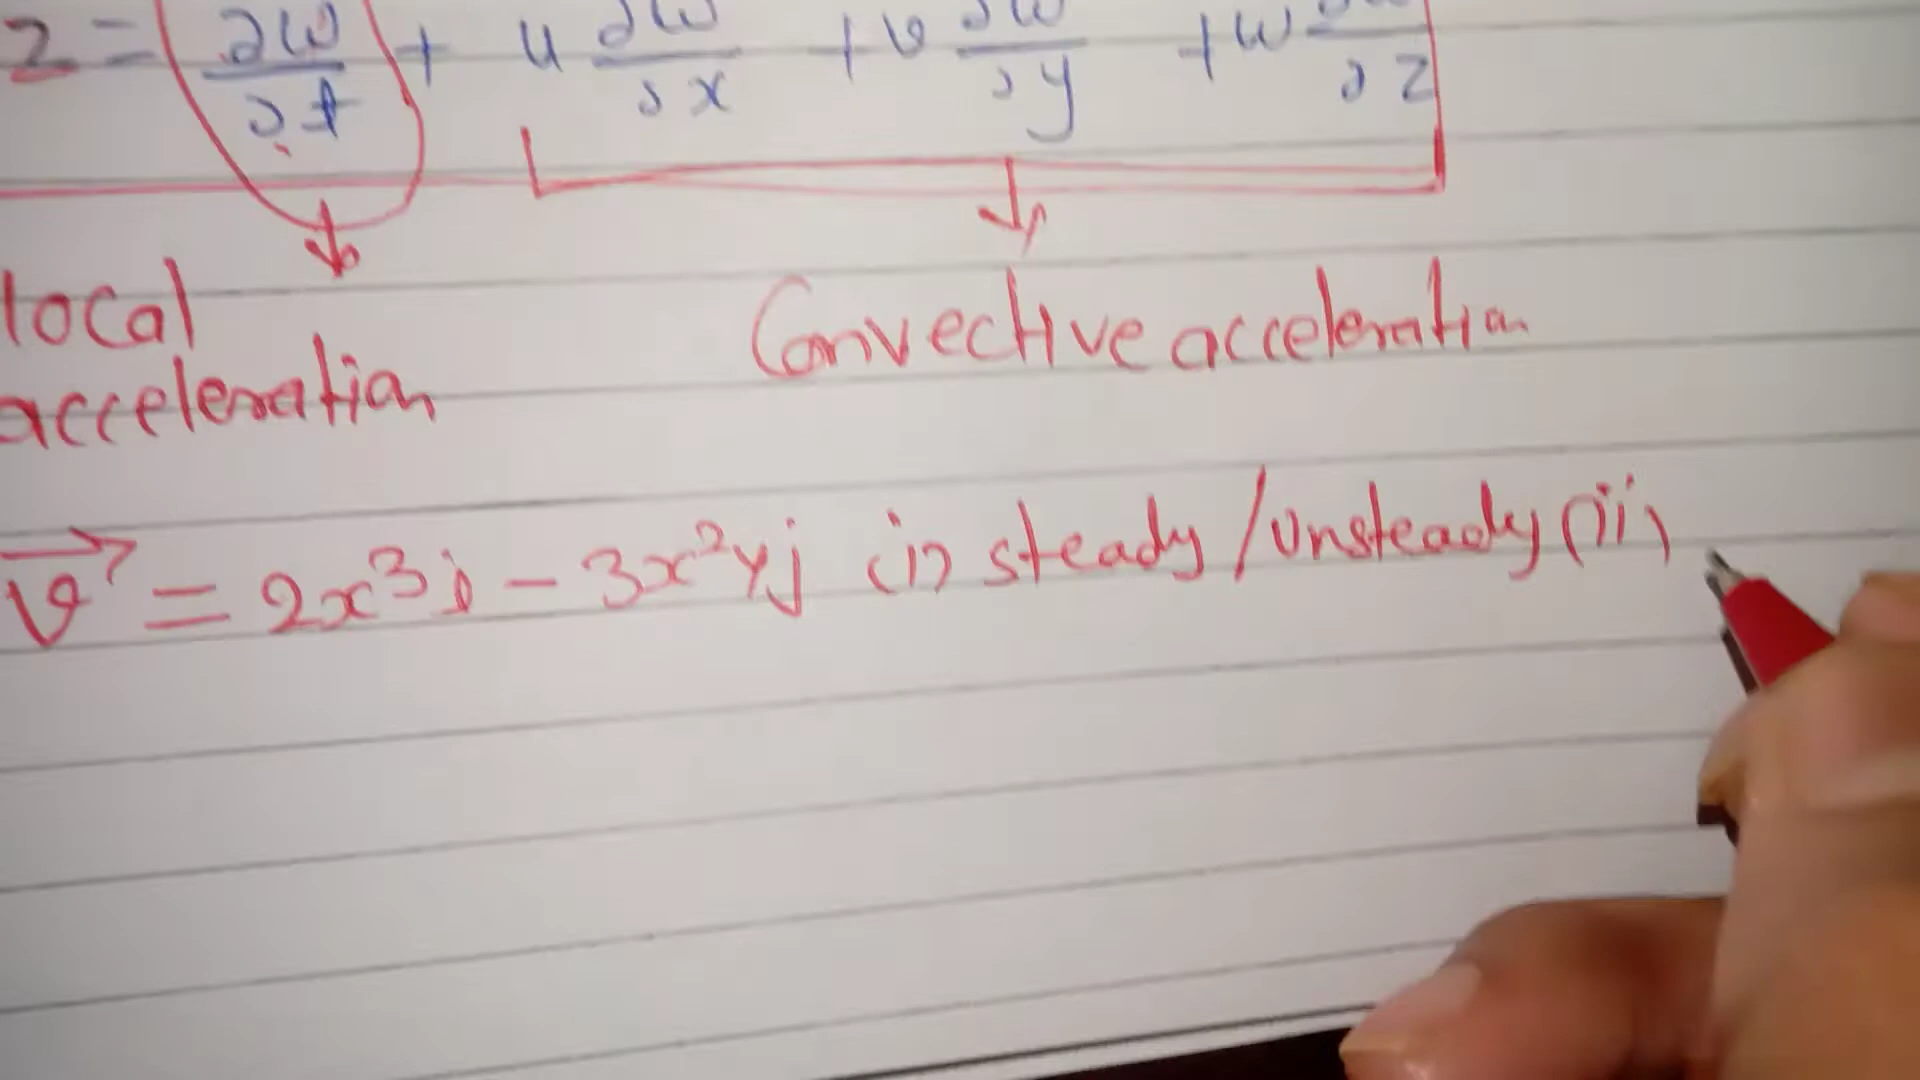 z = ∂w/∂t + u ∂w/∂x + v ∂w/∂y + w ∂w/∂z
local
acceleration
Convective acceleration
v⃗ = 2x³i - 3x²yj (i) steady/unsteady (ii)